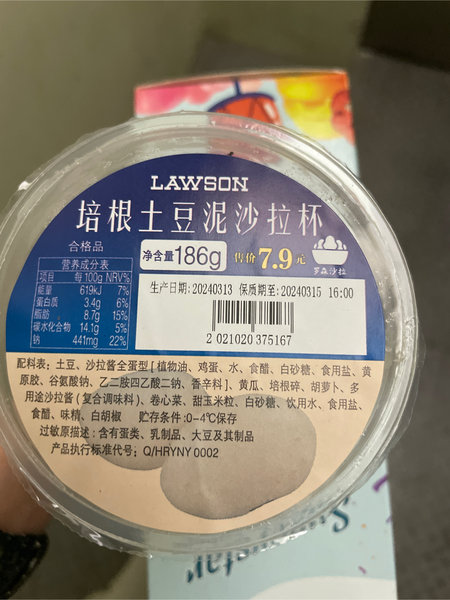 LAWSON
培根土豆泥沙拉杯
合格品
净含量186g 售价7.9元
罗森沙拉
营养成分表
项目 每100g NRV%
能量 619kJ 7%
蛋白质 3.4g 6%
脂肪 8.7g 15%
碳水化合物 14.1g 5%
钠 441mg 22%
生产日期:20240313 保质期至:20240315 16:00
2 021020 375167
配料表：土豆、沙拉酱全蛋型[植物油、鸡蛋、水、食醋、白砂糖、食用盐、黄
原胶、谷氨酸钠、乙二胺四乙酸二钠、香辛料]、黄瓜、培根碎、胡萝卜、多
用途沙拉酱(复合调味料)、卷心菜、甜玉米粒、白砂糖、饮用水、食用盐、
食醋、味精、白胡椒 贮存条件:0-4℃保存
过敏原描述：含有蛋类、乳制品、大豆及其制品
产品执行标准代号：Q/HRYNY 0002